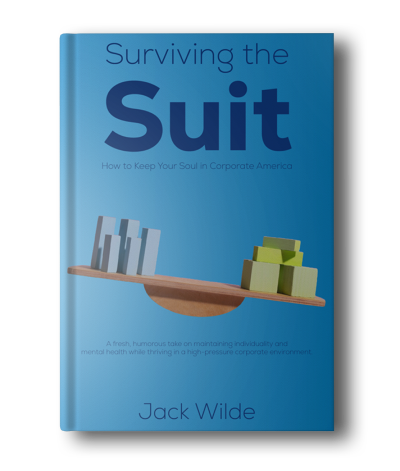 Surviving the
Suit
How to Keep Your Soul in Corporate America
A fresh, humorous take on maintaining individuality and
mental health while thriving in a high-pressure corporate environment
Jack Wilde